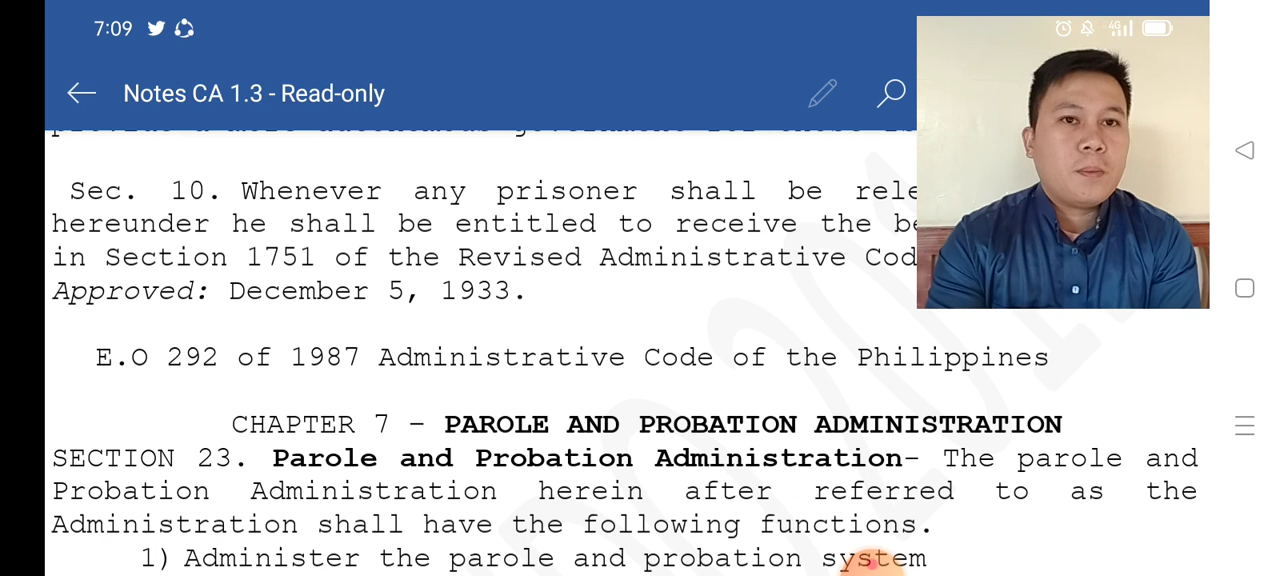 7:09
4G
Notes CA 1.3 - Read-only
Sec. 10. Whenever any prisoner shall be rele
hereunder he shall be entitled to receive the be
in Section 1751 of the Revised Administrative Cod
Approved: December 5, 1933.
E.O 292 of 1987 Administrative Code of the Philippines
CHAPTER 7 – PAROLE AND PROBATION ADMINISTRATION
SECTION 23. Parole and Probation Administration- The parole and
Probation Administration herein after referred to as the
Administration shall have the following functions.
1) Administer the parole and probation system